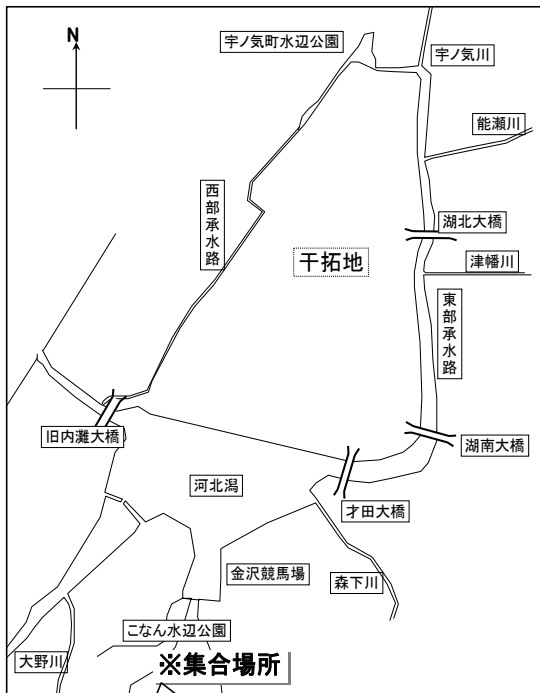 N
宇ノ気町水辺公園
宇ノ気川
能瀬川
西部承水路
湖北大橋
干拓地
津幡川
東部承水路
旧内灘大橋
湖南大橋
河北潟
才田大橋
金沢競馬場
森下川
こなん水辺公園
大野川
※集合場所